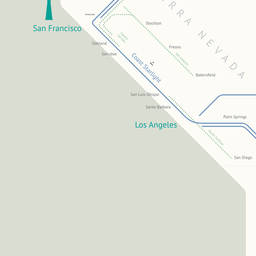 Stockton
SIERRA NEVADA
San Francisco
Oakland
Fresno
San Jose
Coast Starlight
Bakersfield
San Luis Obispo
Santa Barbara
Los Angeles
Palm Springs
San Diego